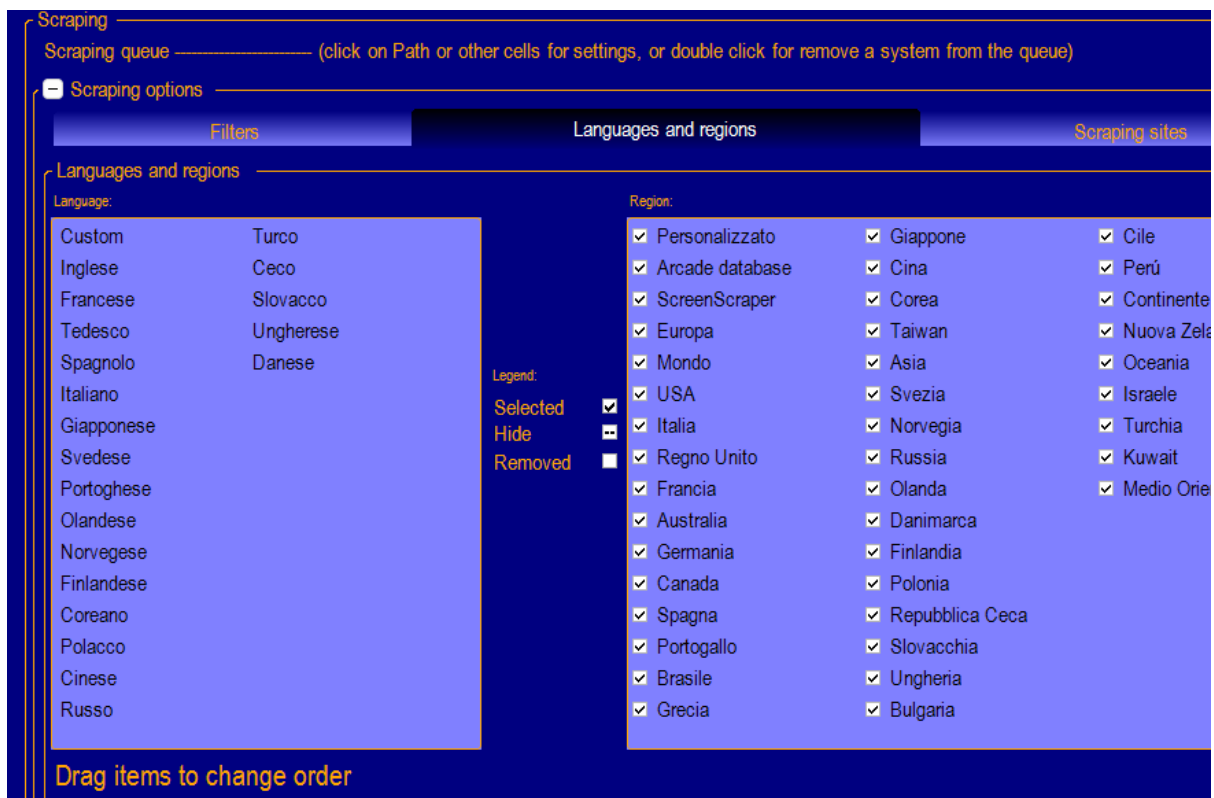 Scraping
Scraping queue ------------------------- (click on Path or other cells for settings, or double click for remove a system from the queue)
Scraping options
Filters Languages and regions Scraping sites
Languages and regions
Language:
Custom Turco
Inglese Ceco
Francese Slovacco
Tedesco Ungherese
Spagnolo Danese
Italiano
Giapponese
Svedese
Portoghese
Olandese
Norvegese
Finlandese
Coreano
Polacco
Cinese
Russo
Legend:
Selected
Hide
Removed
Region:
Personalizzato Giappone Cile
Arcade database Cina Perú
ScreenScraper Corea Continente
Europa Taiwan Nuova Zela
Mondo Asia Oceania
USA Svezia Israele
Italia Norvegia Turchia
Regno Unito Russia Kuwait
Francia Olanda Medio Orie
Australia Danimarca
Germania Finlandia
Canada Polonia
Spagna Repubblica Ceca
Portogallo Slovacchia
Brasile Ungheria
Grecia Bulgaria
Drag items to change order